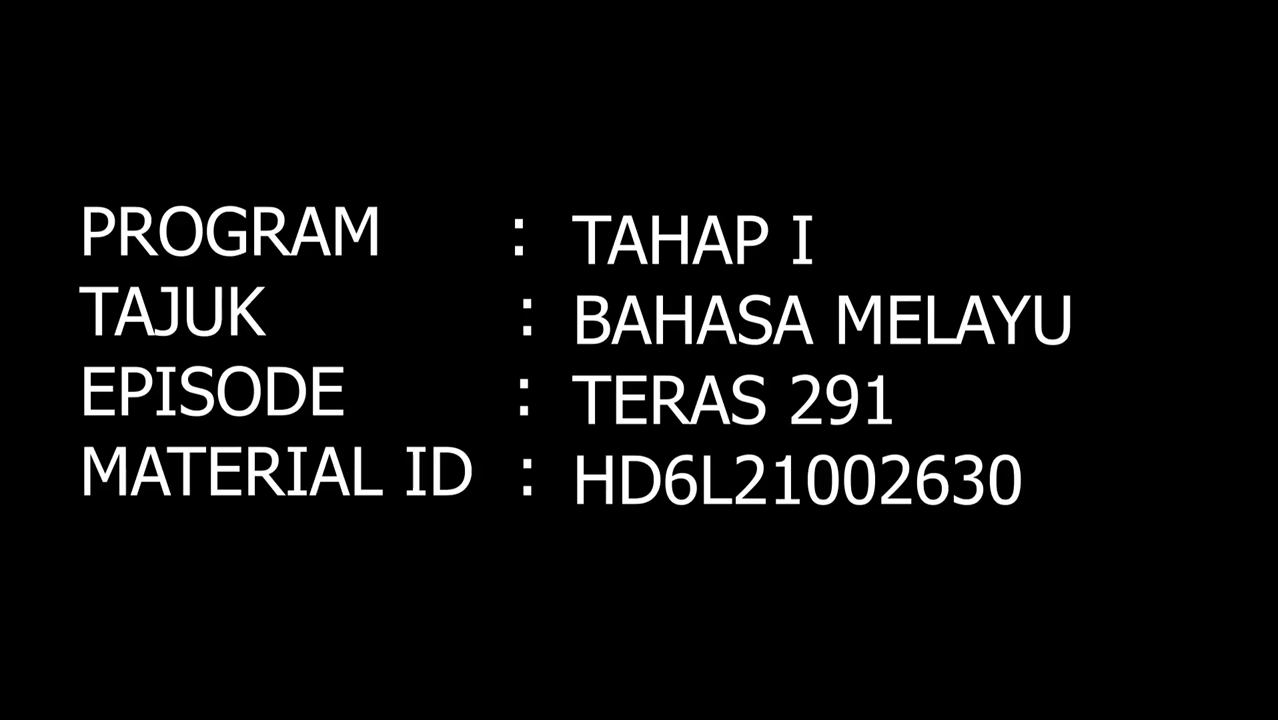 PROGRAM : TAHAP I
TAJUK : BAHASA MELAYU
EPISODE : TERAS 291
MATERIAL ID : HD6L21002630